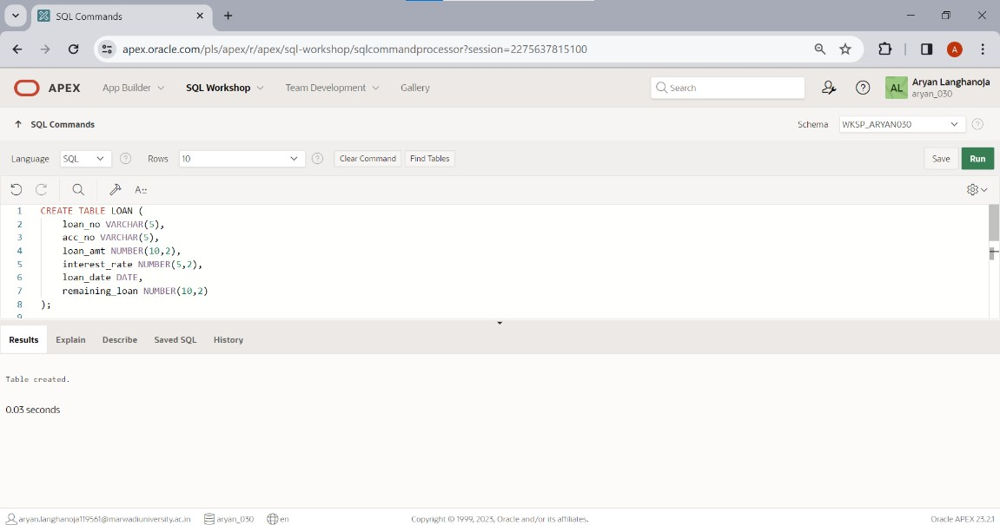 SQL Commands
apex.oracle.com/pls/apex/r/apex/sql-workshop/sqlcommandprocessor?session=2275637815100
A
APEX App Builder SQL Workshop Team Development Gallery Search AL Aryan Langhanoja
aryan_030
SQL Commands Schema WKSP_ARYAN030
Language SQL Rows 10 Clear Command Find Tables Save Run
1 CREATE TABLE LOAN (
2 loan_no VARCHAR(5),
3 acc_no VARCHAR(5),
4 loan_amt NUMBER(10,2),
5 interest_rate NUMBER(5,2),
6 loan_date DATE,
7 remaining_loan NUMBER(10,2)
8 );
9
Results Explain Describe Saved SQL History
Table created.
0.03 seconds
aryan.langhanoja119561@marwadiuniversity.ac.in aryan_030 en Copyright © 1999, 2023, Oracle and/or its affiliates. Oracle APEX 23.2.1